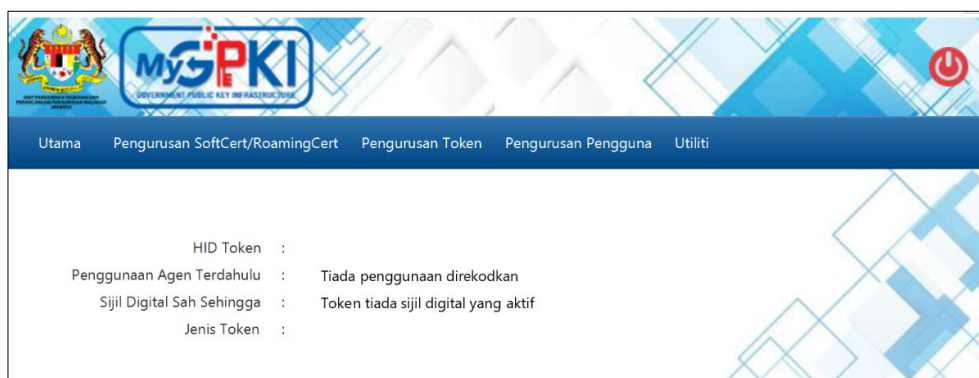 MyGPKI
GOVERNMENT PUBLIC KEY INFRASTRUCTURE
Utama Pengurusan SoftCert/RoamingCert Pengurusan Token Pengurusan Pengguna Utiliti
HID Token :
Penggunaan Agen Terdahulu : Tiada penggunaan direkodkan
Sijil Digital Sah Sehingga : Token tiada sijil digital yang aktif
Jenis Token :